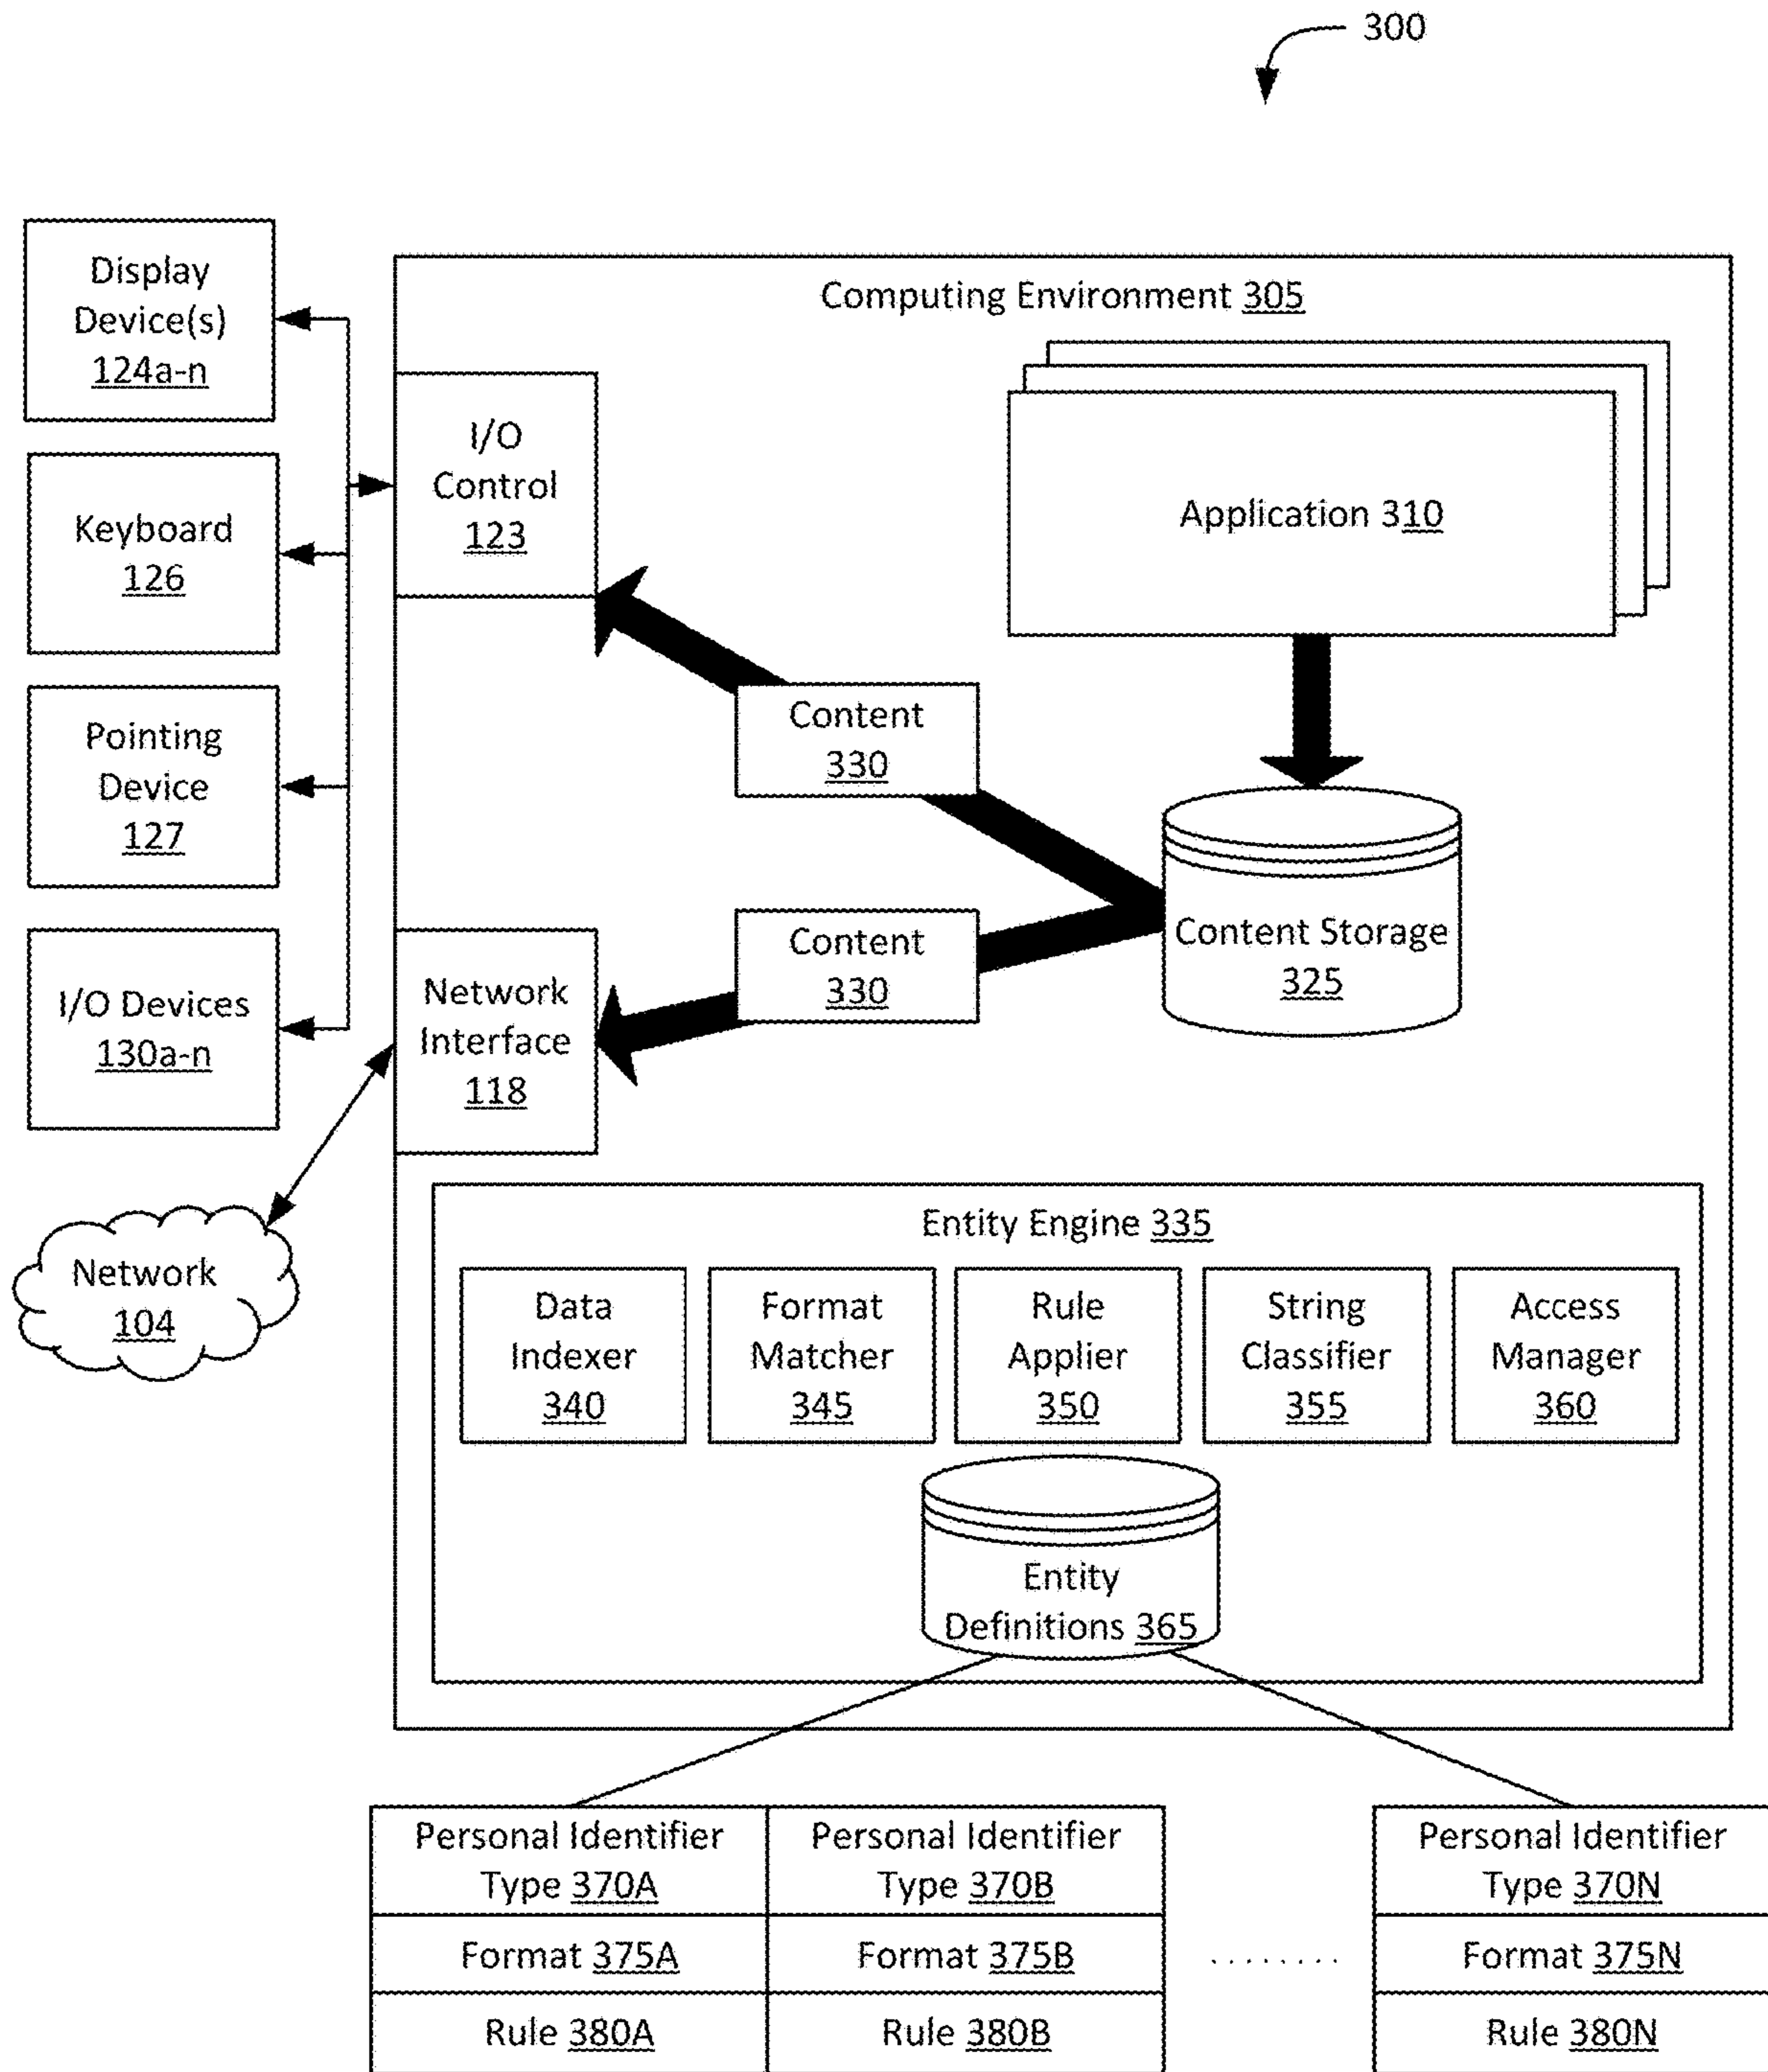 300
Display
Device(s)
124a-n
Keyboard
126
Pointing
Device
127
I/O Devices
130a-n
Network
104
Computing Environment 305
I/O
Control
123
Application 310
Content
330
Content
330
Content Storage
325
Network
Interface
118
Entity Engine 335
Data
Indexer
340
Format
Matcher
345
Rule
Applier
350
String
Classifier
355
Access
Manager
360
Entity
Definitions 365
Personal Identifier
Type 370A
Format 375A
Rule 380A
Personal Identifier
Type 370B
Format 375B
Rule 380B
........
Personal Identifier
Type 370N
Format 375N
Rule 380N